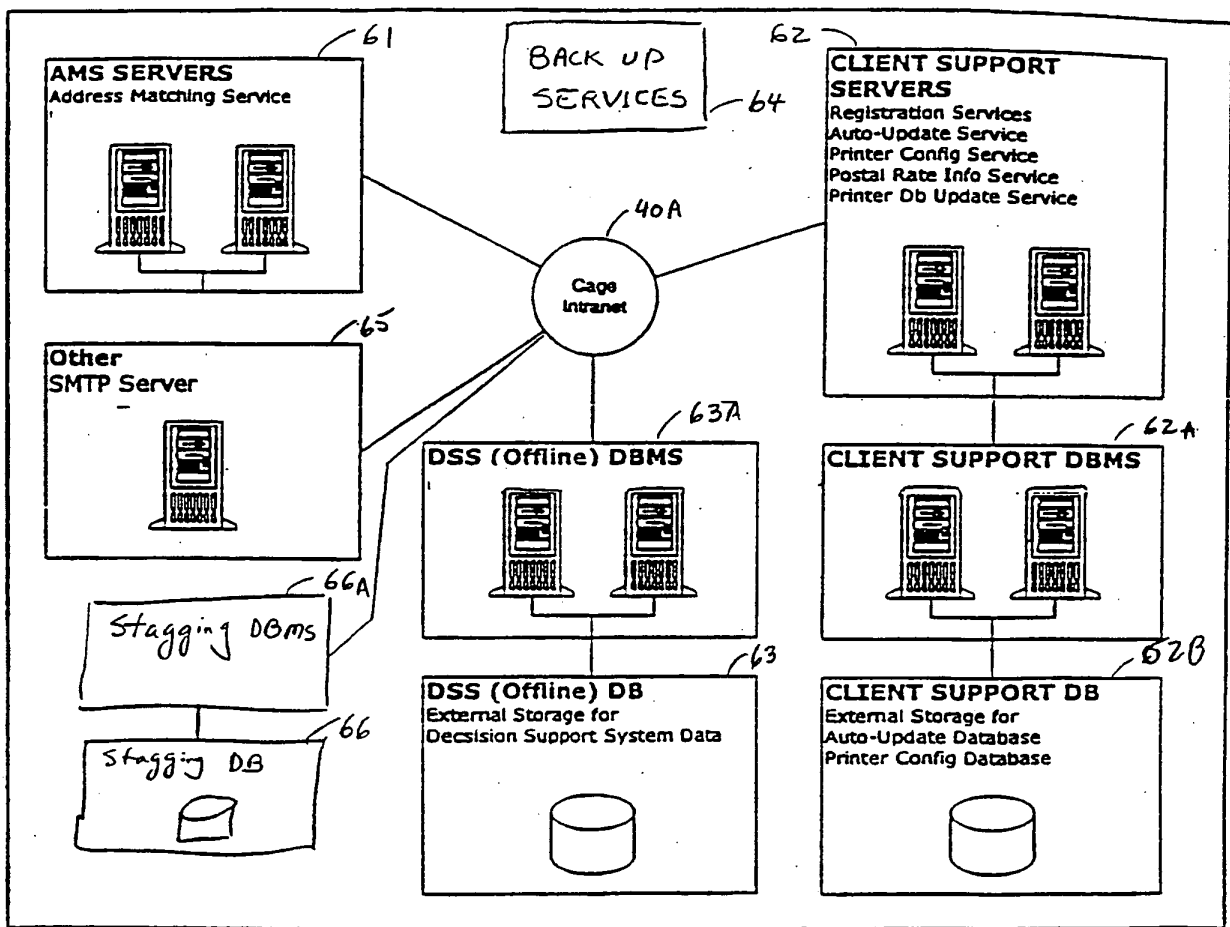 61
AMS SERVERS
Address Matching Service
BACK UP
SERVICES
64
62
CLIENT SUPPORT
SERVERS
Registration Services
Auto-Update Service
Printer Config Service
Postal Rate Info Service
Printer Db Update Service
40A
Cage
Intranet
65
Other
SMTP Server
63A
DSS (Offline) DBMS
62A
CLIENT SUPPORT DBMS
66A
Stagging DBms
66
Stagging DB
63
DSS (Offline) DB
External Storage for
Decsision Support System Data
62B
CLIENT SUPPORT DB
External Storage for
Auto-Update Database
Printer Config Database